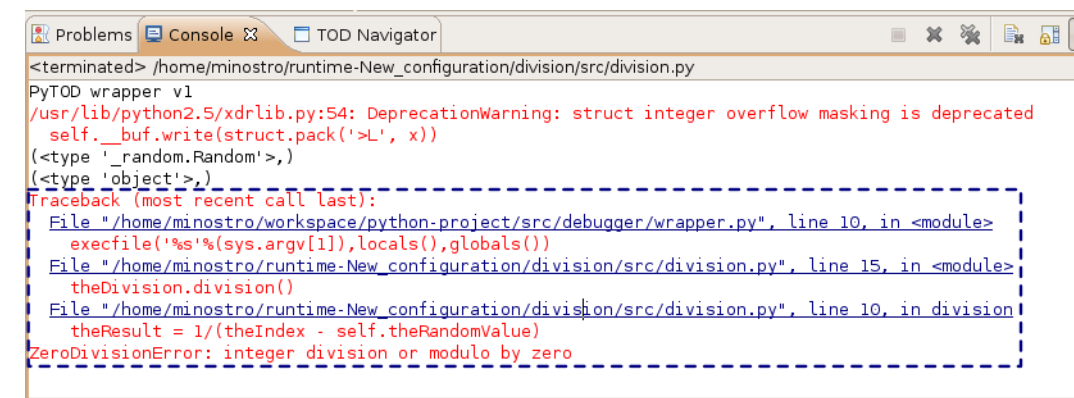 Problems Console TOD Navigator
<terminated> /home/minostro/runtime-New_configuration/division/src/division.py
PyTOD wrapper v1
/usr/lib/python2.5/xdrlib.py:54: DeprecationWarning: struct integer overflow masking is deprecated
  self.__buf.write(struct.pack('>L', x))
(<type '_random.Random'>,)
(<type 'object'>,)
Traceback (most recent call last):
  File "/home/minostro/workspace/python-project/src/debugger/wrapper.py", line 10, in <module>
    execfile('%s'%(sys.argv[1]),locals(),globals())
  File "/home/minostro/runtime-New_configuration/division/src/division.py", line 15, in <module>
    theDivision.division()
  File "/home/minostro/runtime-New_configuration/division/src/division.py", line 10, in division
    theResult = 1/(theIndex - self.theRandomValue)
ZeroDivisionError: integer division or modulo by zero